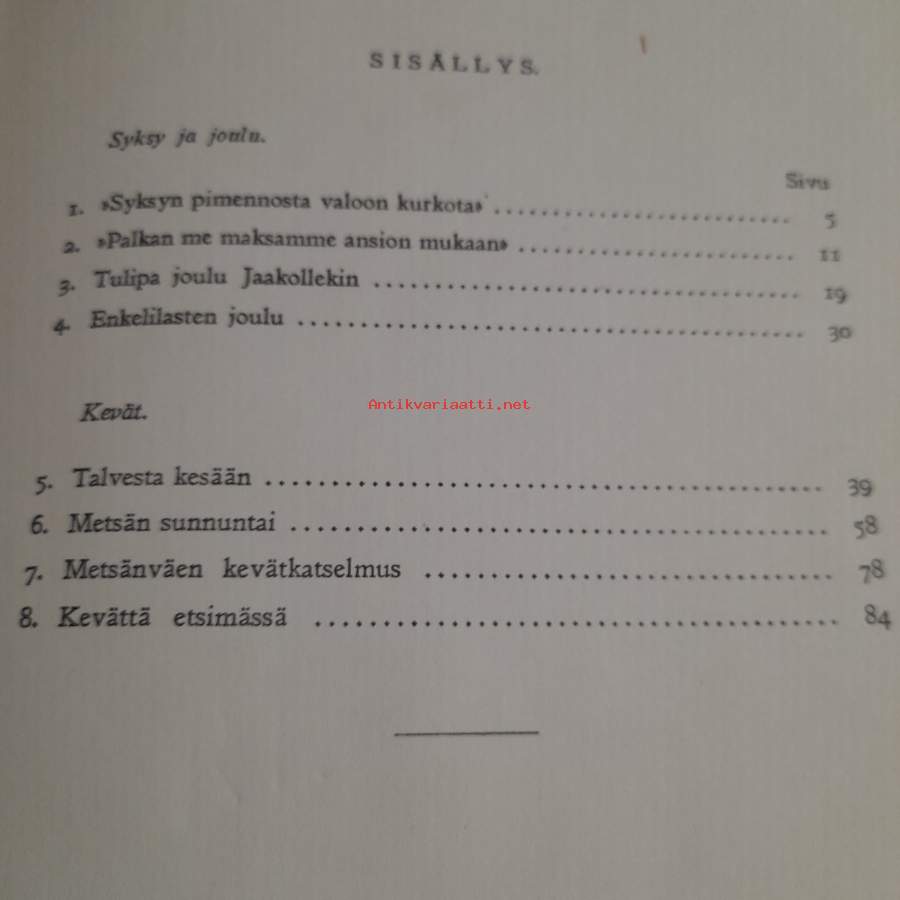 SISÄLLYS.
Syksy ja joulu.
Sivu
1. »Syksyn pimennosta valoon kurkota» ........................ 5
2. »Palkan me maksamme ansion mukaan» ........................ 11
3. Tulipa joulu Jaakollekin ........................ 19
4. Enkelilasten joulu ........................ 30
Antikvariaatti.net
Kevät.
5. Talvesta kesään ........................ 39
6. Metsän sunnuntai ........................ 58
7. Metsänväen kevätkatselmus ........................ 78
8. Kevättä etsimässä ........................ 84